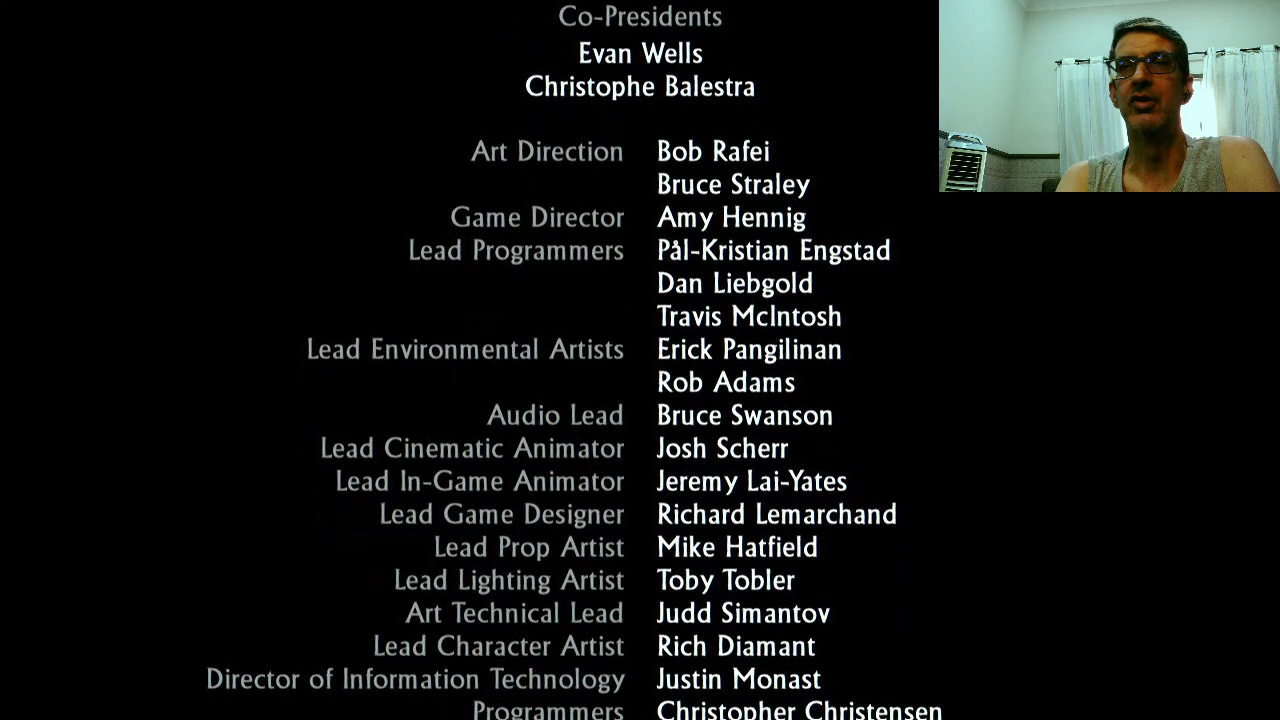 Co-Presidents
Evan Wells
Christophe Balestra
Art Direction Bob Rafei
Bruce Straley
Game Director Amy Hennig
Lead Programmers Pål-Kristian Engstad
Dan Liebgold
Travis McIntosh
Lead Environmental Artists Erick Pangilinan
Rob Adams
Audio Lead Bruce Swanson
Lead Cinematic Animator Josh Scherr
Lead In-Game Animator Jeremy Lai-Yates
Lead Game Designer Richard Lemarchand
Lead Prop Artist Mike Hatfield
Lead Lighting Artist Toby Tobler
Art Technical Lead Judd Simantov
Lead Character Artist Rich Diamant
Director of Information Technology Justin Monast
Programmers Christopher Christensen